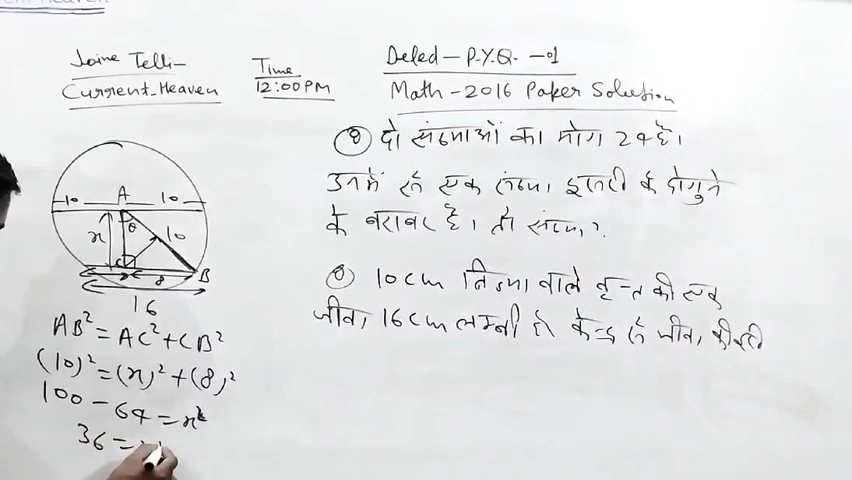 Joine Telli-
Current-Heaven
Time
12:00PM
Deled-P.Y.Q.-01
Math-2016 Paper Solution
दो संख्याओं का योग 24 है।
उनमें से एक संख्या दूसरी के दोगुने
के बराबर है। तो संख्या?
10cm त्रिज्या वाले वृत्त की एक
जीवा 16cm लम्बी हो केन्द्र से जीवा की दूरी
A
10
10
x
θ
10
C
8
B
16
AB²=AC²+CB²
(10)²=(x)²+(8)²
100-64=x²
36=